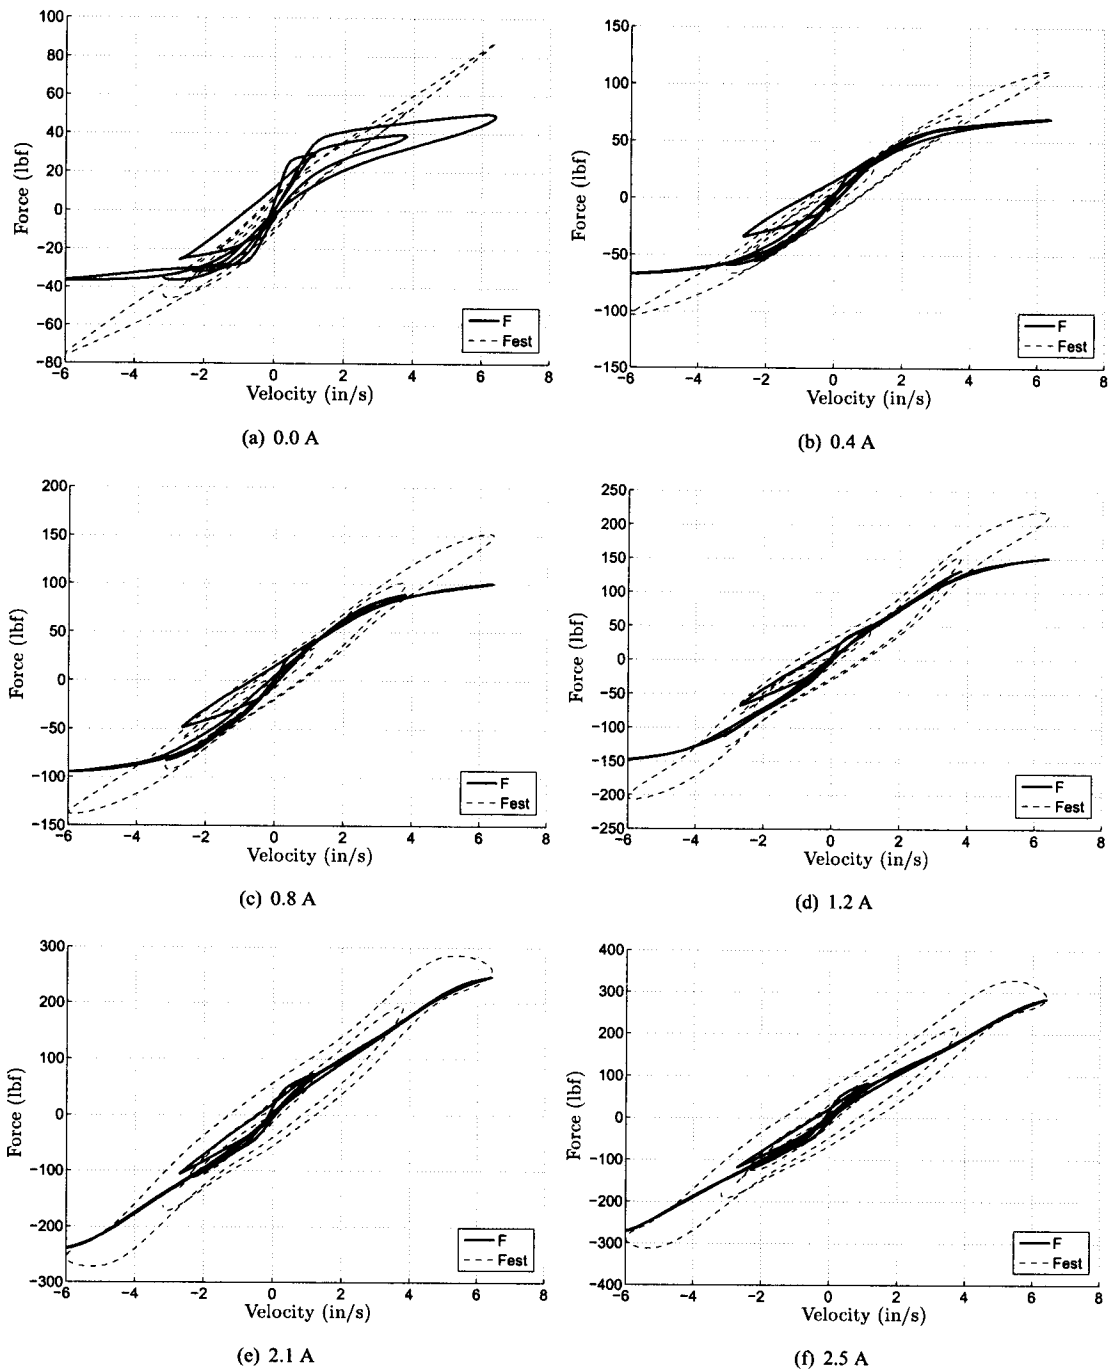 100
80
60
40
20
0
−20
−40
−60
−80
−6 −4 −2 0 2 4 6 8
Force (lbf)
Velocity (in/s)
F
Fest
(a) 0.0 A
150
100
50
0
−50
−100
−150
−6 −4 −2 0 2 4 6 8
Force (lbf)
Velocity (in/s)
F
Fest
(b) 0.4 A
200
150
100
50
0
−50
−100
−150
−6 −4 −2 0 2 4 6 8
Force (lbf)
Velocity (in/s)
F
Fest
(c) 0.8 A
250
200
150
100
50
0
−50
−100
−150
−200
−250
−6 −4 −2 0 2 4 6 8
Force (lbf)
Velocity (in/s)
F
Fest
(d) 1.2 A
300
200
100
0
−100
−200
−300
−6 −4 −2 0 2 4 6 8
Force (lbf)
Velocity (in/s)
F
Fest
(e) 2.1 A
400
300
200
100
0
−100
−200
−300
−400
−6 −4 −2 0 2 4 6 8
Force (lbf)
Velocity (in/s)
F
Fest
(f) 2.5 A